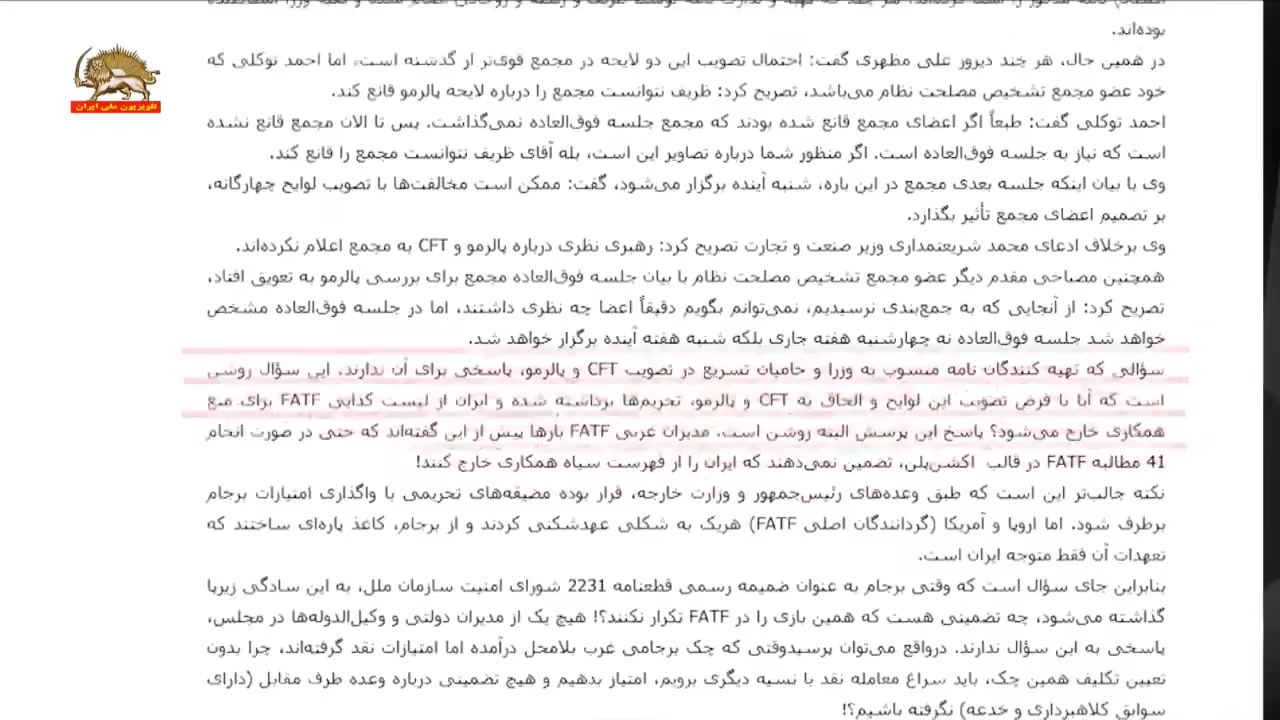 بوده‌اند.
در همین حال، هر چند دیروز علی مطهری گفت: احتمال تصویب این دو لایحه در مجمع قوی‌تر از گذشته است، اما احمد توکلی که
خود عضو مجمع تشخیص مصلحت نظام می‌باشد، تصریح کرد: ظریف نتوانست مجمع را درباره لایحه پالرمو قانع کند.
احمد توکلی گفت: طبعاً اگر اعضای مجمع قانع شده بودند که مجمع جلسه فوق‌العاده نمی‌گذاشت. پس تا الان مجمع قانع نشده
است که نیاز به جلسه فوق‌العاده است. اگر منظور شما درباره تصاویر این است، بله آقای ظریف نتوانست مجمع را قانع کند.
وی با بیان اینکه جلسه بعدی مجمع در این باره، شنبه آینده برگزار می‌شود، گفت: ممکن است مخالفت‌ها با تصویب لوایح چهارگانه،
بر تصمیم اعضای مجمع تأثیر بگذارد.
وی برخلاف ادعای محمد شریعتمداری وزیر صنعت و تجارت تصریح کرد: رهبری نظری درباره پالرمو و CFT به مجمع اعلام نکرده‌اند.
همچنین مصباحی مقدم دیگر عضو مجمع تشخیص مصلحت نظام با بیان جلسه فوق‌العاده مجمع برای بررسی پالرمو به تعویق افتاد،
تصریح کرد: از آنجایی که به جمع‌بندی نرسیدیم، نمی‌توانم بگویم دقیقاً اعضا چه نظری داشتند، اما در جلسه فوق‌العاده مشخص
خواهد شد جلسه فوق‌العاده نه چهارشنبه هفته جاری بلکه شنبه هفته آینده برگزار خواهد شد.
سؤالی که تهیه کنندگان نامه منسوب به وزرا و حامیان تسریع در تصویب CFT و پالرمو، پاسخی برای آن ندارند، این سؤال روشن
است که آیا با فرض تصویب این لوایح و الحاق به CFT و پالرمو، تحریم‌ها برداشته شده و ایران از لیست کذایی FATF برای منع
همکاری خارج می‌شود؟ پاسخ این پرسش البته روشن است. مدیران غربی FATF بارها پیش از این گفته‌اند که حتی در صورت انجام
41 مطالبه FATF در قالب اکشن‌پلن، تضمین نمی‌دهند که ایران را از فهرست سیاه همکاری خارج کنند!
نکته جالب‌تر این است که طبق وعده‌های رئیس‌جمهور و وزارت خارجه، قرار بوده مضیقه‌های تحریمی با واگذاری امتیازات برجام
برطرف شود. اما اروپا و آمریکا (گردانندگان اصلی FATF) هریک به شکلی عهدشکنی کردند و از برجام، کاغذ پاره‌ای ساختند که
تعهدات آن فقط متوجه ایران است.
بنابراین جای سؤال است که وقتی برجام به عنوان ضمیمه رسمی قطعنامه 2231 شورای امنیت سازمان ملل، به این سادگی زیرپا
گذاشته می‌شود، چه تضمینی هست که همین بازی را در FATF تکرار نکنند؟! هیچ یک از مدیران دولتی و وکیل‌الدوله‌ها در مجلس،
پاسخی به این سؤال ندارند. درواقع می‌توان پرسیدوقتی که چک برجامی غرب بلامحل درآمده اما امتیازات نقد گرفته‌اند، چرا بدون
تعیین تکلیف همین چک، باید سراغ معامله نقد با نسیه دیگری برویم، امتیاز بدهیم و هیچ تضمینی درباره وعده طرف مقابل (دارای
سوابق کلاهبرداری و خدعه) نگرفته باشیم؟!
تلویزیون ملی ایران